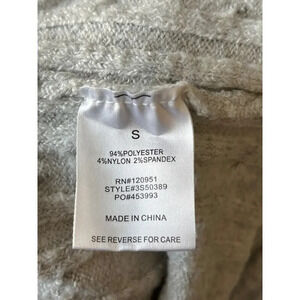 S
94%POLYESTER
4%NYLON 2%SPANDEX
RN#120951
STYLE#3S50389
PO#453993
MADE IN CHINA
SEE REVERSE FOR CARE